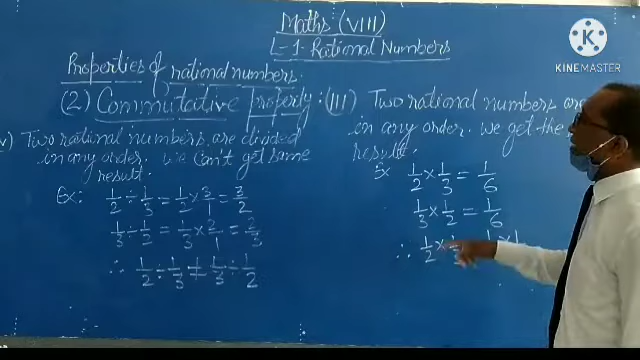 Maths (VIII)
L-1 - Rational Numbers
Properties of rational numbers.
(2) Commutative Property:
(III) Two rational numbers are
in any order. We get the
result.
Ex 1/2 × 1/3 = 1/6
1/3 × 1/2 = 1/6
∴ 1/2 × 1/3 1 × 1
v) Two rational numbers are divided
in any order. We can't get same
result.
Ex: 1/2 ÷ 1/3 = 1/2 × 3/1 = 3/2
1/3 ÷ 1/2 = 1/3 × 2/1 = 2/3
∴ 1/2 ÷ 1/3 ≠ 1/3 ÷ 1/2
K
KINEMASTER